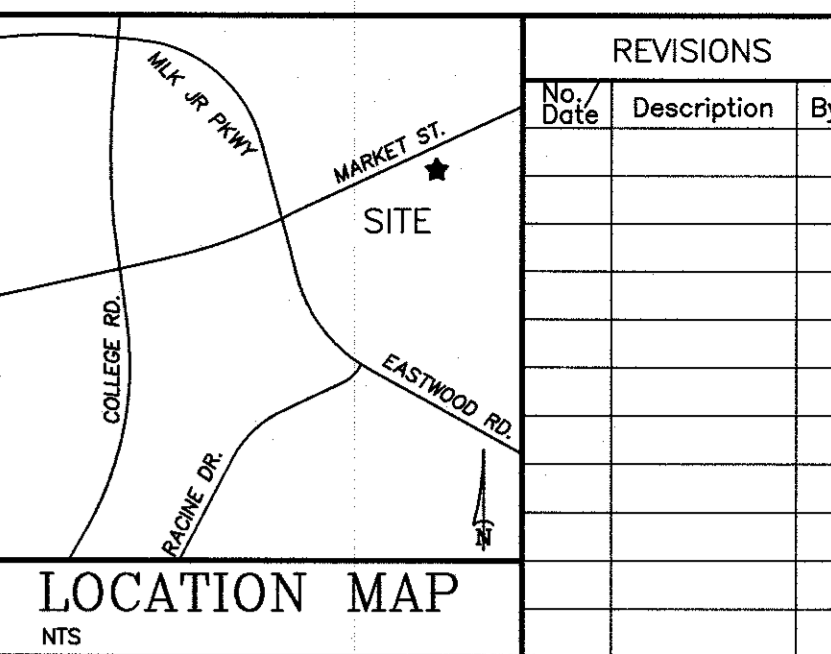 MLK JR PKWY
MARKET ST.
SITE
COLLEGE RD.
EASTWOOD RD.
RACINE DR.
N
LOCATION MAP
NTS
REVISIONS
No./
Date
Description
By